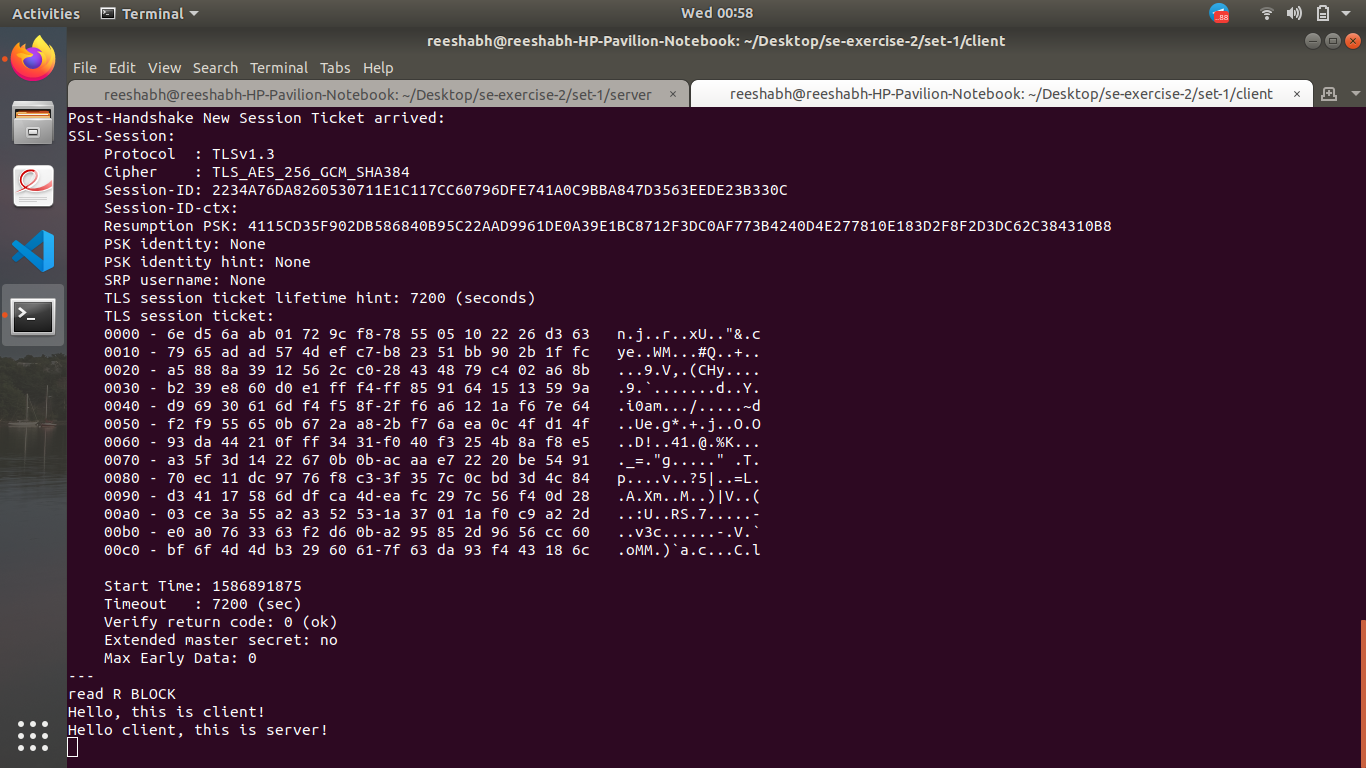 Activities
Terminal
Wed 00:58
.88
reeshabh@reeshabh-HP-Pavilion-Notebook: ~/Desktop/se-exercise-2/set-1/client
File Edit View Search Terminal Tabs Help
reeshabh@reeshabh-HP-Pavilion-Notebook: ~/Desktop/se-exercise-2/set-1/server ×
reeshabh@reeshabh-HP-Pavilion-Notebook: ~/Desktop/se-exercise-2/set-1/client ×
Post-Handshake New Session Ticket arrived:
SSL-Session:
    Protocol  : TLSv1.3
    Cipher    : TLS_AES_256_GCM_SHA384
    Session-ID: 2234A76DA8260530711E1C117CC60796DFE741A0C9BBA847D3563EEDE23B330C
    Session-ID-ctx:
    Resumption PSK: 4115CD35F902DB586840B95C22AAD9961DE0A39E1BC8712F3DC0AF773B4240D4E277810E183D2F8F2D3DC62C384310B8
    PSK identity: None
    PSK identity hint: None
    SRP username: None
    TLS session ticket lifetime hint: 7200 (seconds)
    TLS session ticket:
    0000 - 6e d5 6a ab 01 72 9c f8-78 55 05 10 22 26 d3 63   n.j..r..xU.."&.c
    0010 - 79 65 ad ad 57 4d ef c7-b8 23 51 bb 90 2b 1f fc   ye..WM...#Q..+..
    0020 - a5 88 8a 39 12 56 2c c0-28 43 48 79 c4 02 a6 8b   ...9.V,.(CHy....
    0030 - b2 39 e8 60 d0 e1 ff f4-ff 85 91 64 15 13 59 9a   .9.`.......d..Y.
    0040 - d9 69 30 61 6d f4 f5 8f-2f f6 a6 12 1a f6 7e 64   .i0am.../.....~d
    0050 - f2 f9 55 65 0b 67 2a a8-2b f7 6a ea 0c 4f d1 4f   ..Ue.g*.+.j..O.O
    0060 - 93 da 44 21 0f ff 34 31-f0 40 f3 25 4b 8a f8 e5   ..D!..41.@.%K...
    0070 - a3 5f 3d 14 22 67 0b 0b-ac aa e7 22 20 be 54 91   ._=."g....." .T.
    0080 - 70 ec 11 dc 97 76 f8 c3-3f 35 7c 0c bd 3d 4c 84   p....v..?5|..=L.
    0090 - d3 41 17 58 6d df ca 4d-ea fc 29 7c 56 f4 0d 28   .A.Xm..M..)|V..(
    00a0 - 03 ce 3a 55 a2 a3 52 53-1a 37 01 1a f0 c9 a2 2d   ..:U..RS.7.....-
    00b0 - e0 a0 76 33 63 f2 d6 0b-a2 95 85 2d 96 56 cc 60   ..v3c......-.V.`
    00c0 - bf 6f 4d 4d b3 29 60 61-7f 63 da 93 f4 43 18 6c   .oMM.)`a.c...C.l
    Start Time: 1586891875
    Timeout   : 7200 (sec)
    Verify return code: 0 (ok)
    Extended master secret: no
    Max Early Data: 0
---
read R BLOCK
Hello, this is client!
Hello client, this is server!